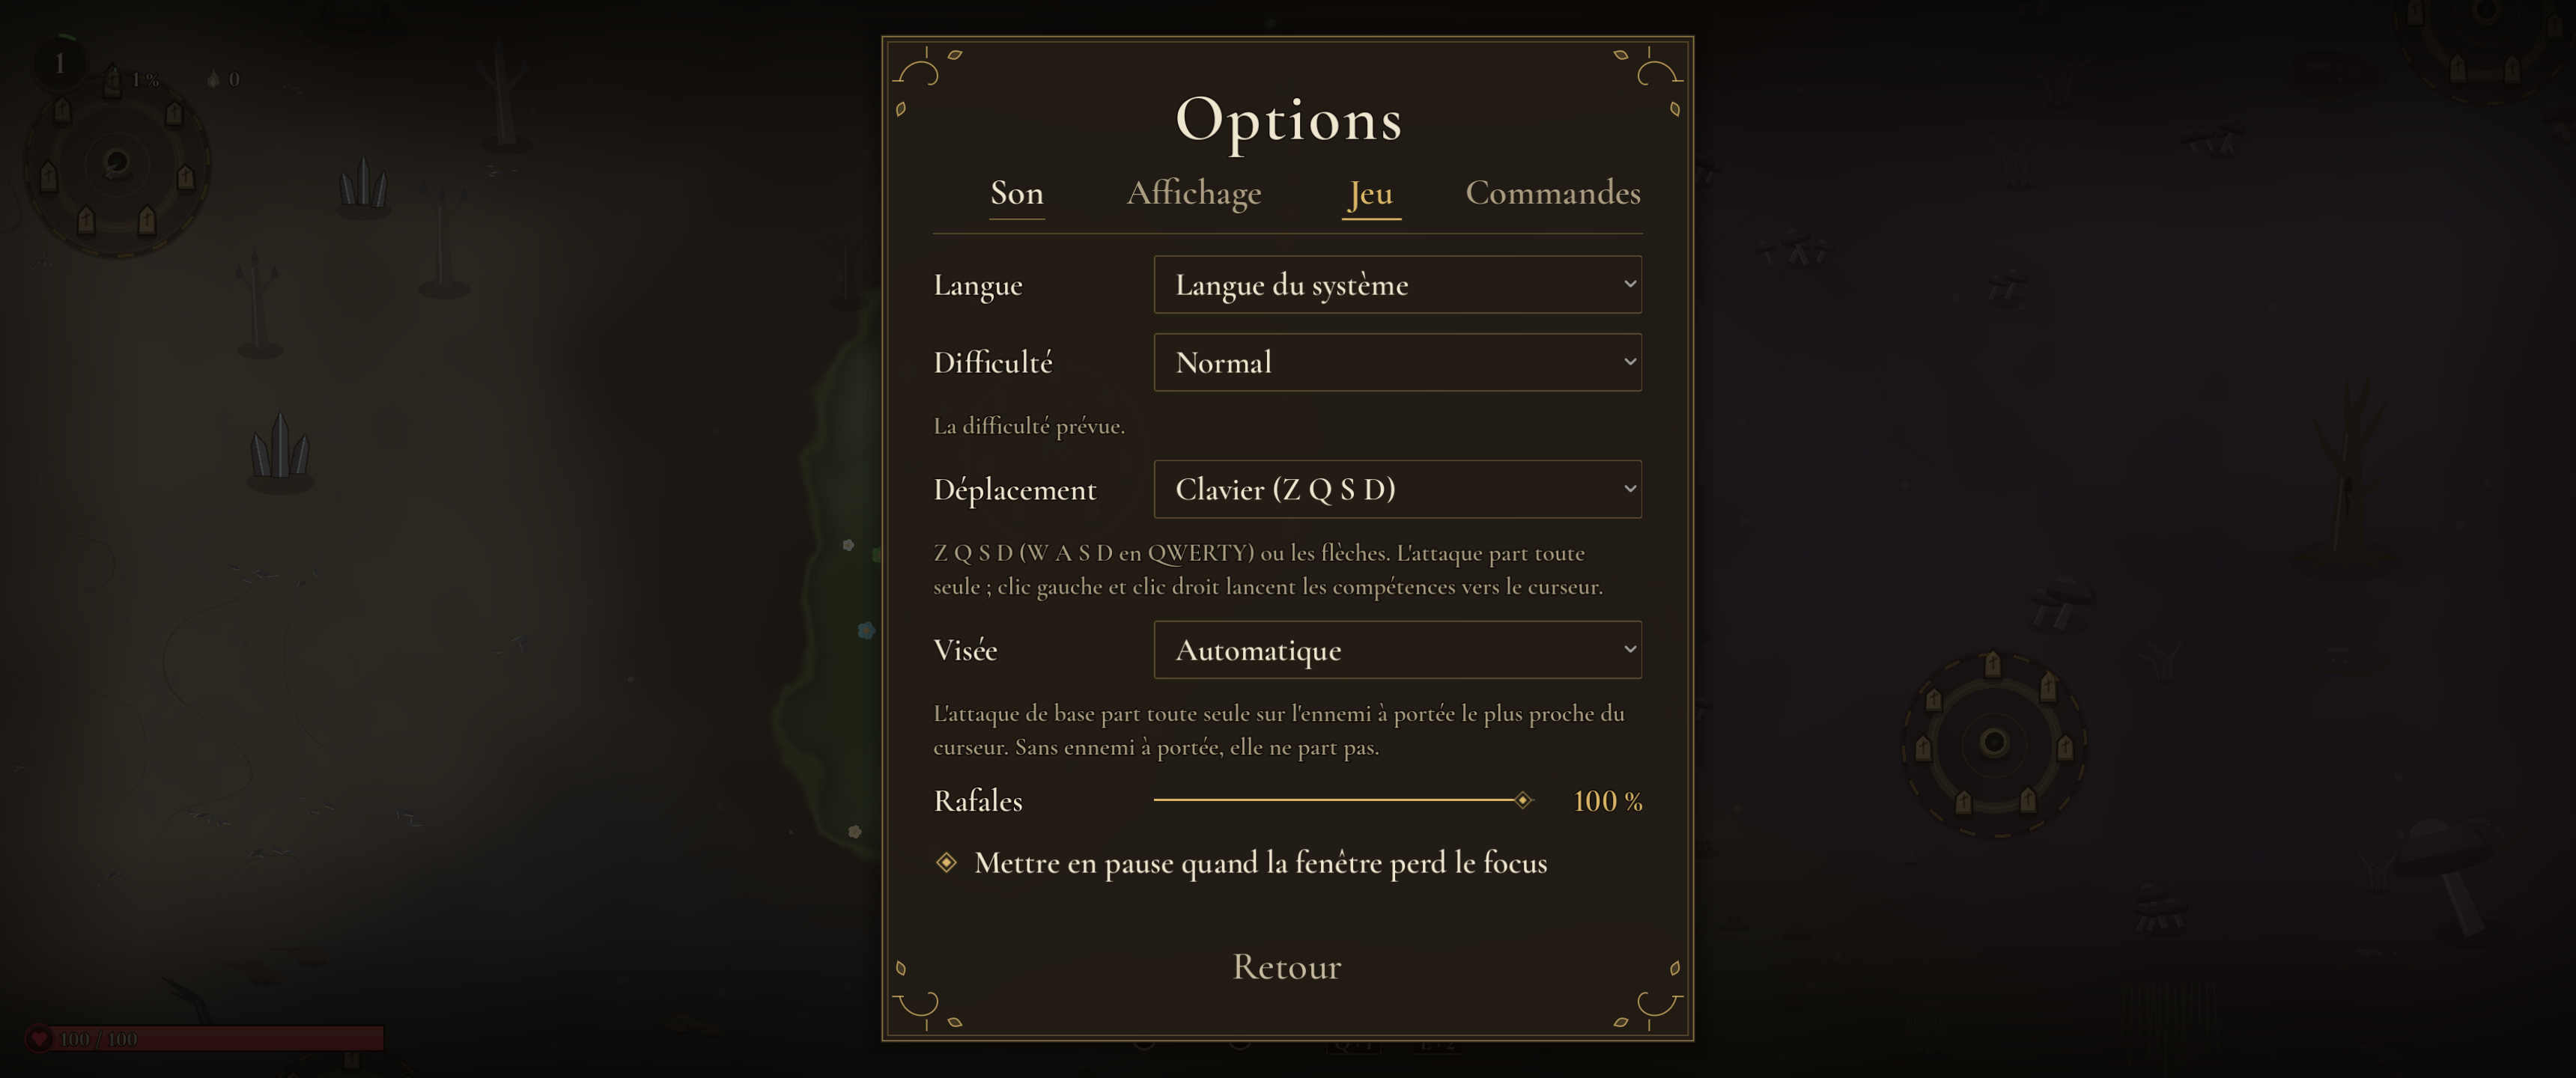 1
1 %
0
Options
Son
Affichage
Jeu
Commandes
Langue
Langue du système
Difficulté
Normal
La difficulté prévue.
Déplacement
Clavier (Z Q S D)
Z Q S D (W A S D en QWERTY) ou les flèches. L'attaque part toute
seule ; clic gauche et clic droit lancent les compétences vers le curseur.
Visée
Automatique
L'attaque de base part toute seule sur l'ennemi à portée le plus proche du
curseur. Sans ennemi à portée, elle ne part pas.
Rafales
100 %
Mettre en pause quand la fenêtre perd le focus
Retour
100 / 100